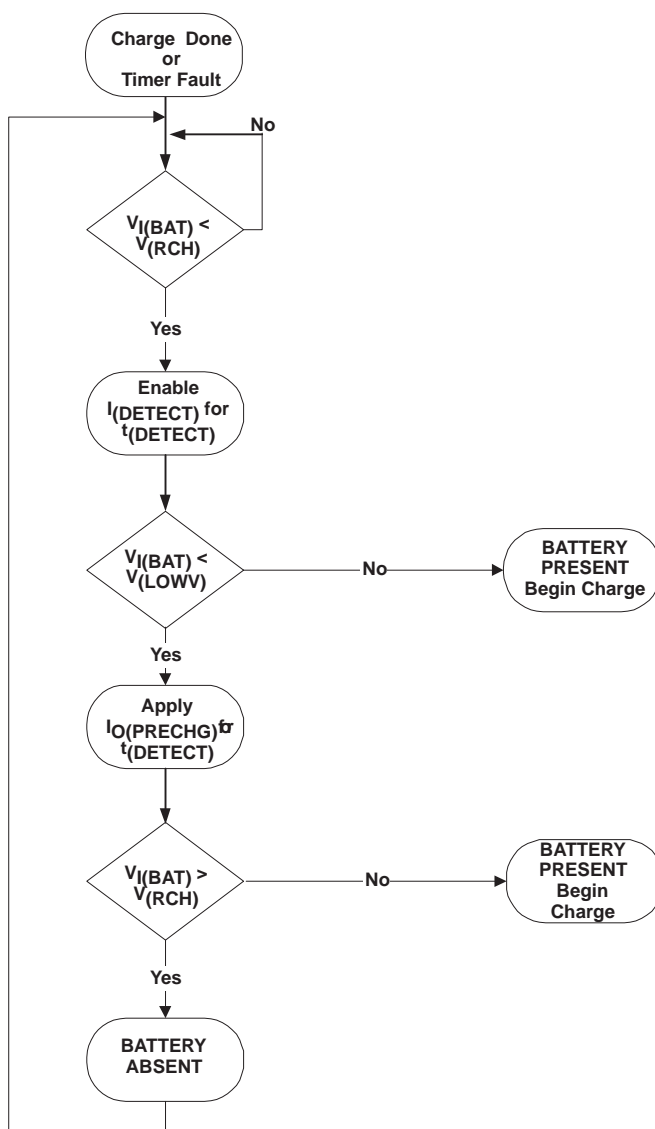 Charge Done
or
Timer Fault
No
VI(BAT) <
V(RCH)
Yes
Enable
I(DETECT) for
t(DETECT)
VI(BAT) <
V(LOWV)
No
BATTERY
PRESENT
Begin Charge
Yes
Apply
IO(PRECHG) for
t(DETECT)
VI(BAT) >
V(RCH)
No
BATTERY
PRESENT
Begin
Charge
Yes
BATTERY
ABSENT